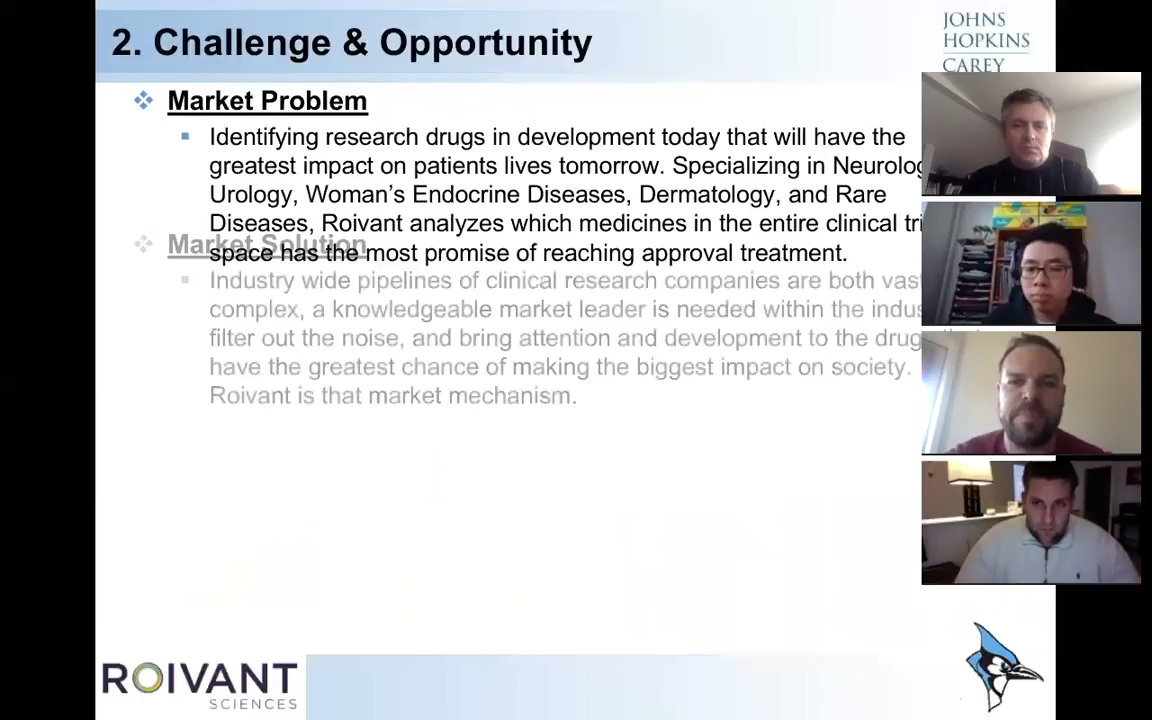 2. Challenge & Opportunity
JOHNS
HOPKINS
CAREY
Market Problem
Identifying research drugs in development today that will have the
greatest impact on patients lives tomorrow. Specializing in
Urology, Woman’s Endocrine Diseases, Dermatology, and Rare
Diseases, Roivant analyzes which medicines in the entire clinical
space has the most promise of reaching approval treatment.
Market Solution
Industry wide pipelines of clinical research companies are both
complex, a knowledgeable market leader is needed within the
filter out the noise, and bring attention and development to the
have the greatest chance of making the biggest impact on society.
Roivant is that market mechanism.
ROIVANT
SCIENCES